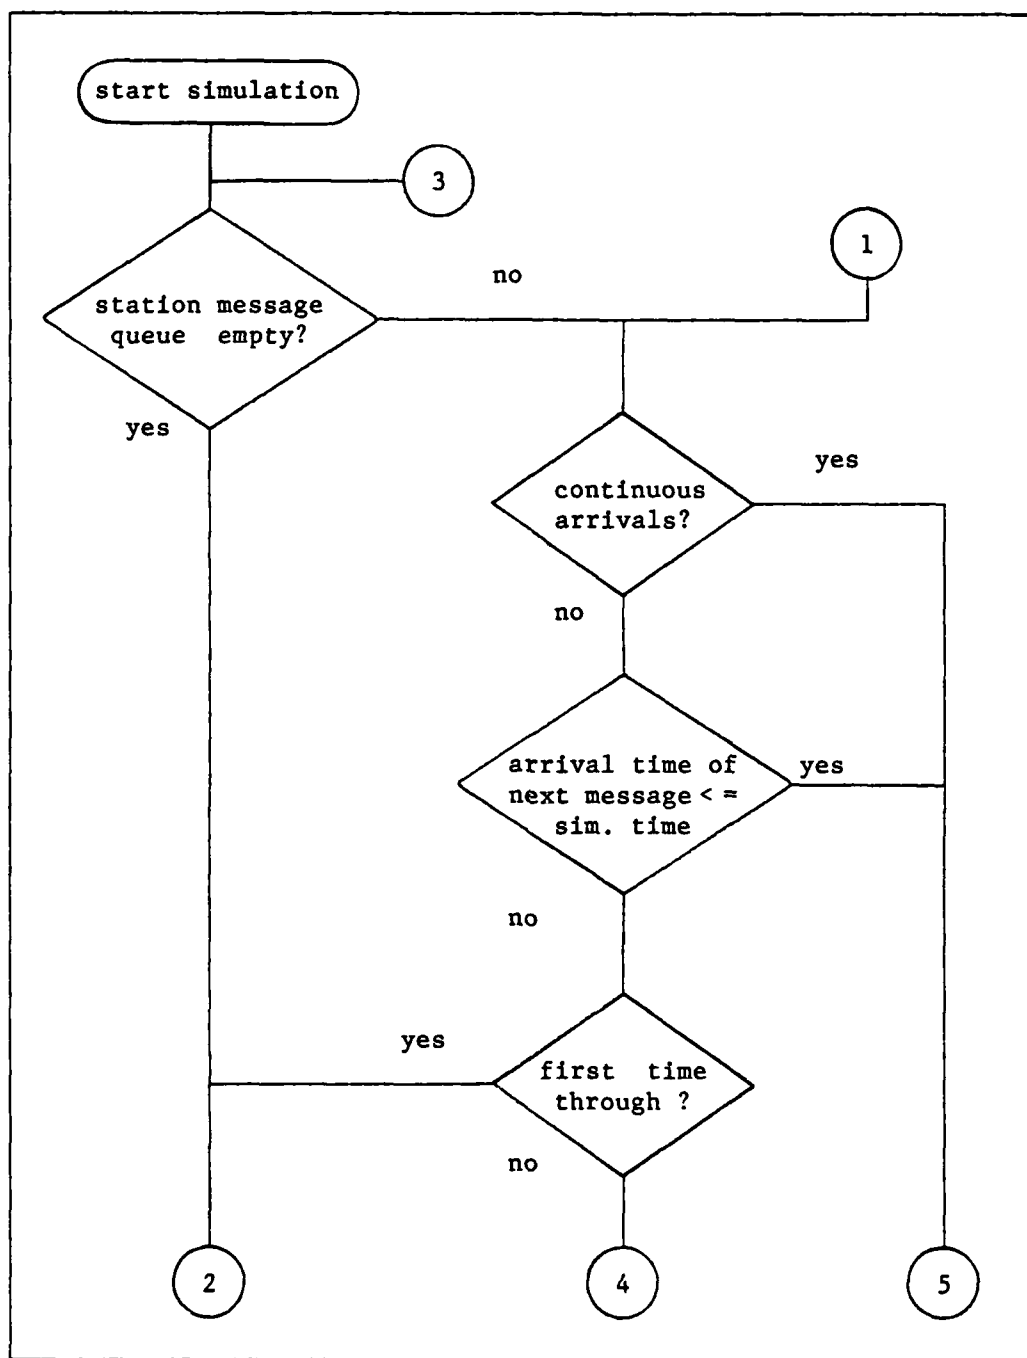 start simulation
3
1
no
station message
queue empty?
yes
yes
continuous
arrivals?
no
arrival time of
next message < =
sim. time
yes
no
yes
first time
through ?
no
2
4
5